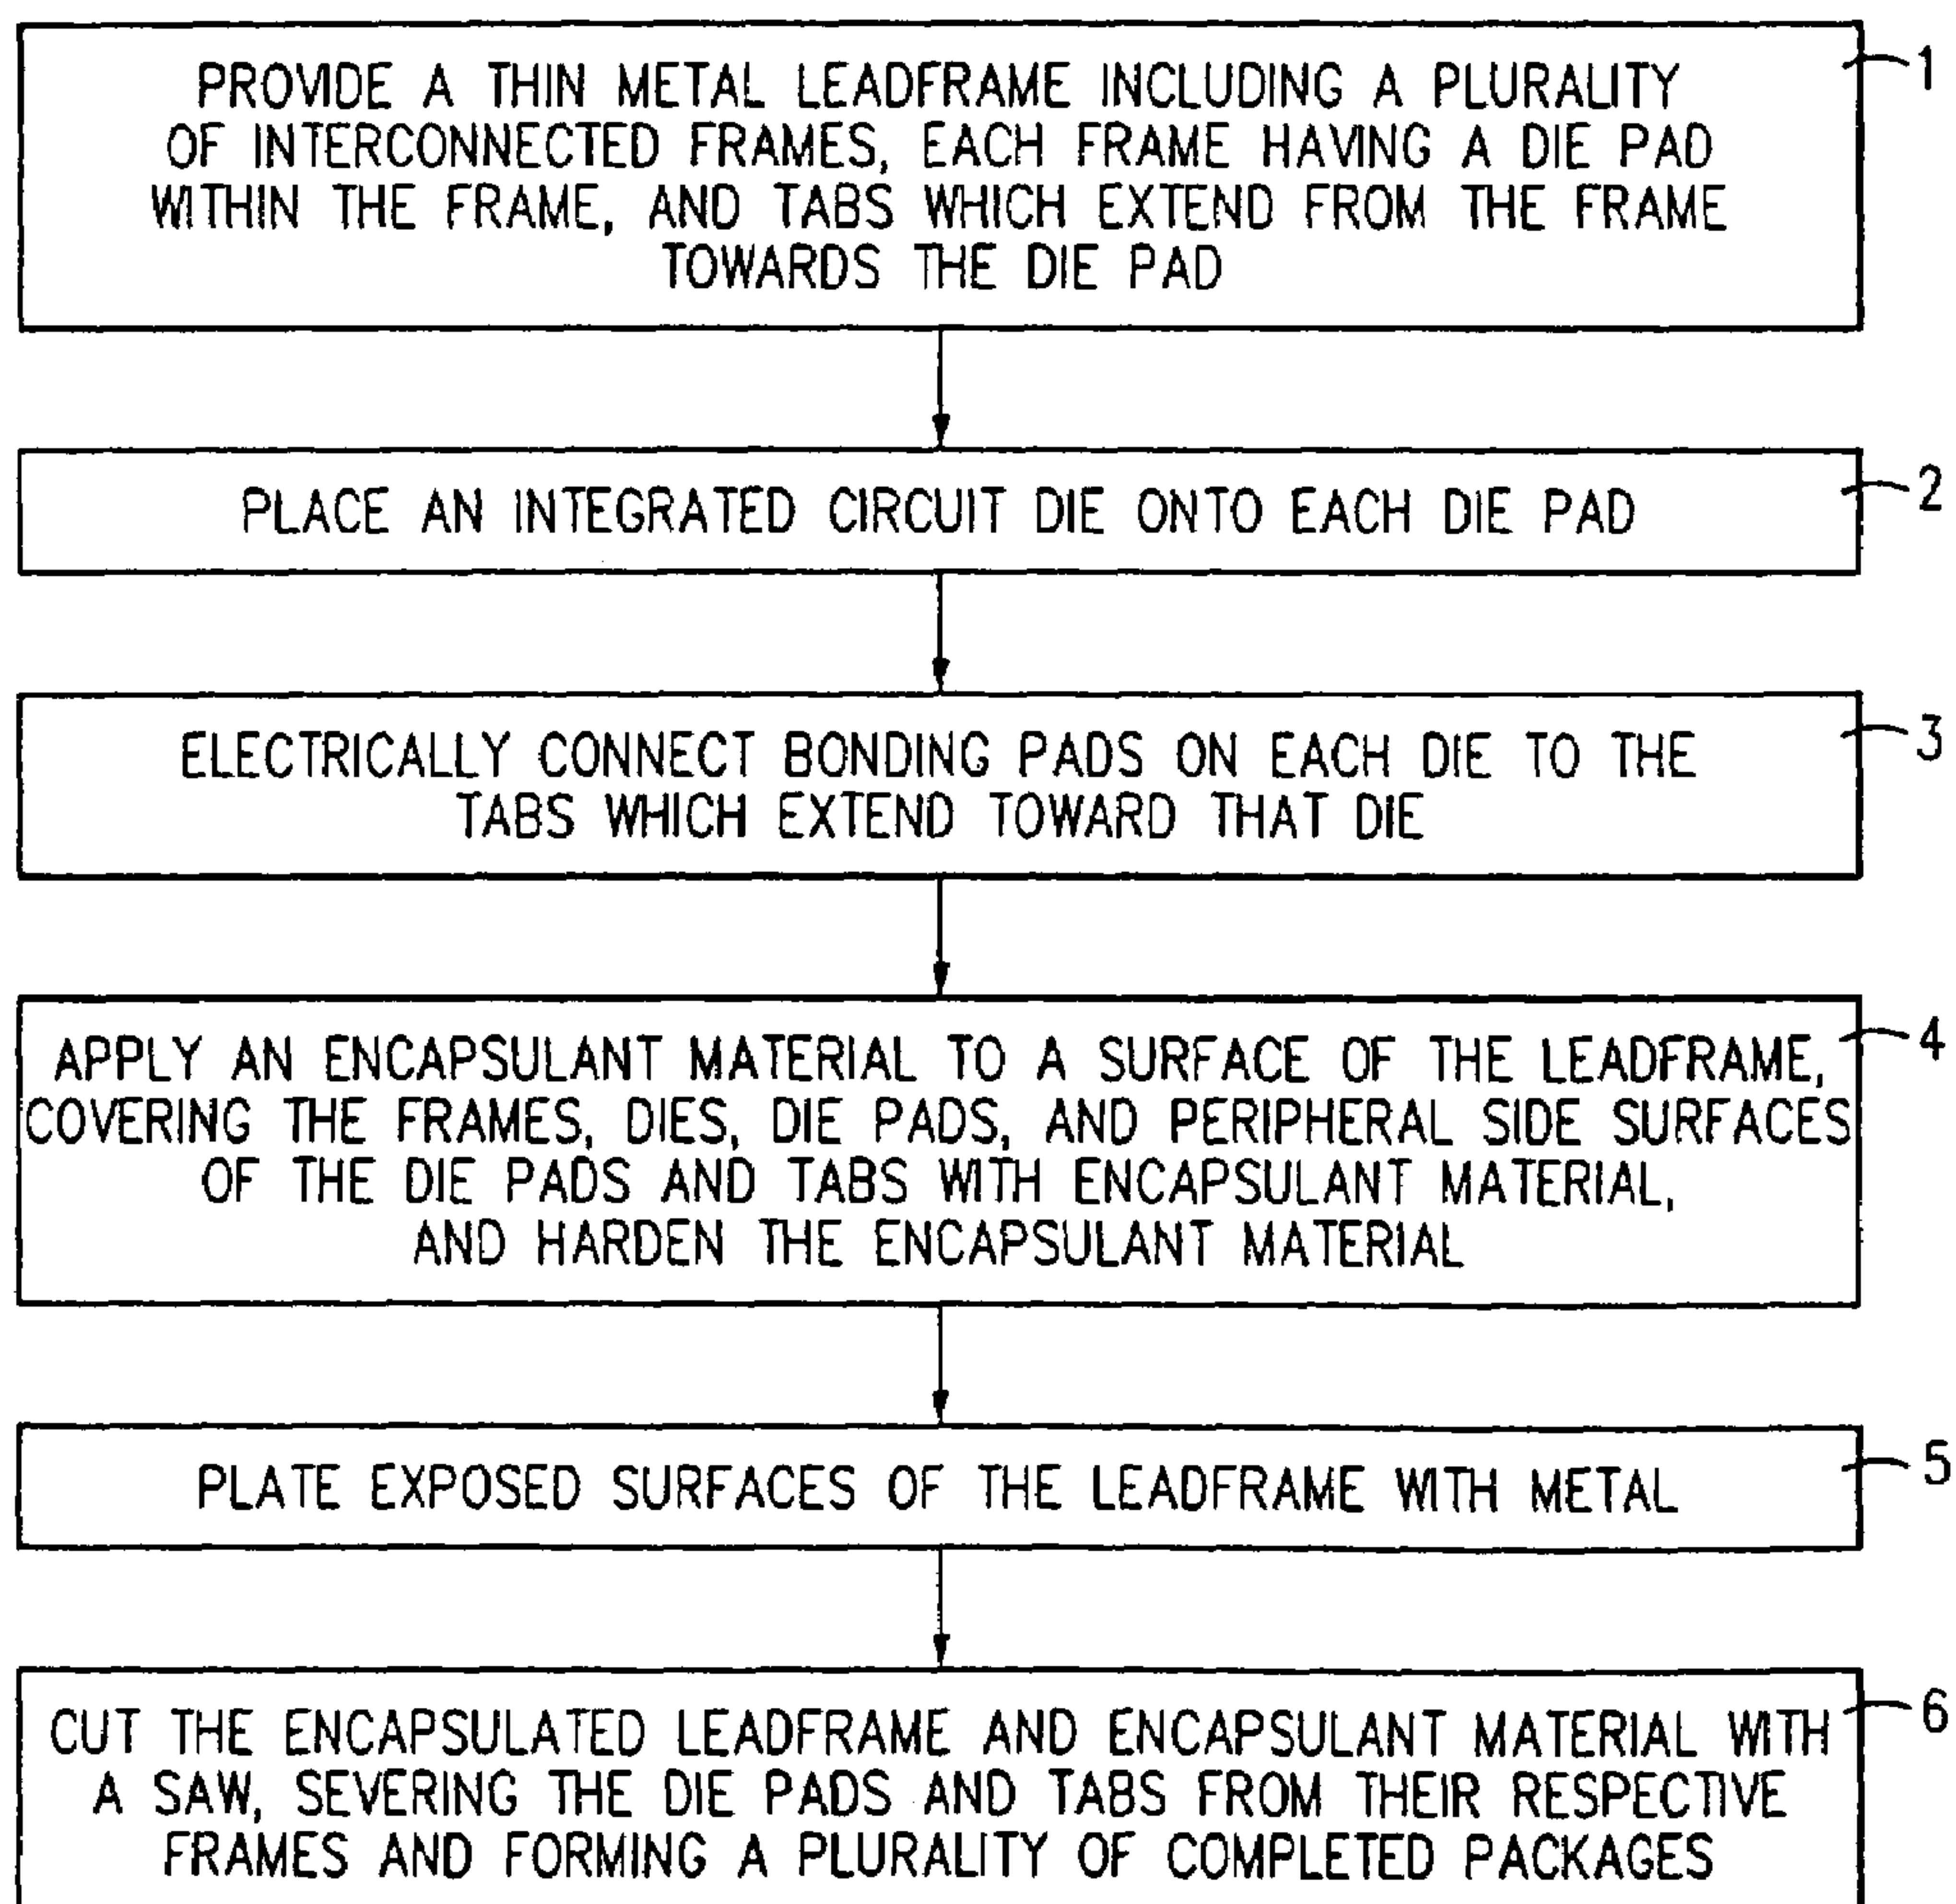 PROVIDE A THIN METAL LEADFRAME INCLUDING A PLURALITY
OF INTERCONNECTED FRAMES, EACH FRAME HAVING A DIE PAD
WITHIN THE FRAME, AND TABS WHICH EXTEND FROM THE FRAME
TOWARDS THE DIE PAD
1
PLACE AN INTEGRATED CIRCUIT DIE ONTO EACH DIE PAD
2
ELECTRICALLY CONNECT BONDING PADS ON EACH DIE TO THE
TABS WHICH EXTEND TOWARD THAT DIE
3
APPLY AN ENCAPSULANT MATERIAL TO A SURFACE OF THE LEADFRAME,
COVERING THE FRAMES, DIES, DIE PADS, AND PERIPHERAL SIDE SURFACES
OF THE DIE PADS AND TABS WITH ENCAPSULANT MATERIAL,
AND HARDEN THE ENCAPSULANT MATERIAL
4
PLATE EXPOSED SURFACES OF THE LEADFRAME WITH METAL
5
CUT THE ENCAPSULATED LEADFRAME AND ENCAPSULANT MATERIAL WITH
A SAW, SEVERING THE DIE PADS AND TABS FROM THEIR RESPECTIVE
FRAMES AND FORMING A PLURALITY OF COMPLETED PACKAGES
6